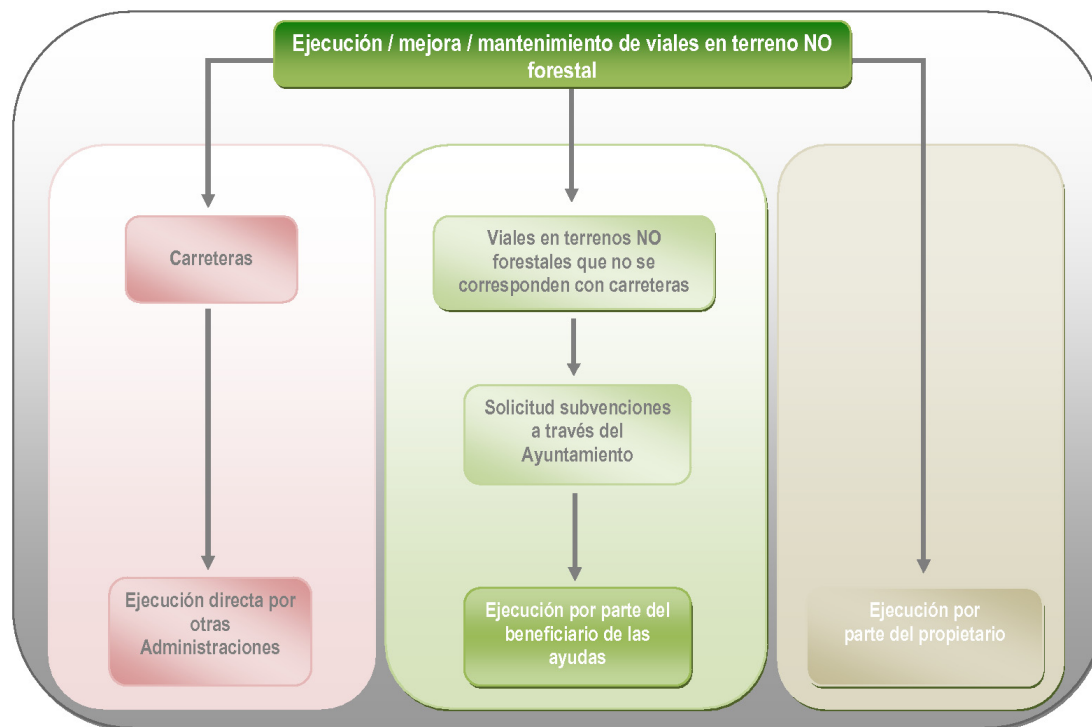 Ejecución / mejora / mantenimiento de viales en terreno NO
forestal
Carreteras
Viales en terrenos NO
forestales que no se
corresponden con carreteras
Solicitud subvenciones
a través del
Ayuntamiento
Ejecución directa por
otras
Administraciones
Ejecución por parte del
beneficiario de las
ayudas
Ejecución por
parte del propietario